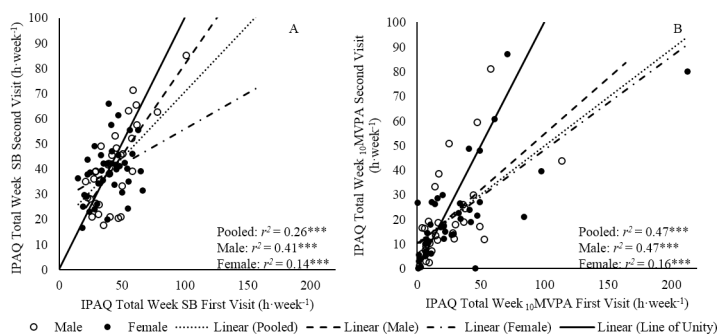 A
IPAQ Total Week SB Second Visit (h·week⁻¹)
100
90
80
70
60
50
40
30
20
10
0
0 50 100 150 200
IPAQ Total Week SB First Visit (h·week⁻¹)
Pooled: r² = 0.26***
Male: r² = 0.41***
Female: r² = 0.14***
B
IPAQ Total Week ₁₀MVPA Second Visit
(h·week⁻¹)
100
90
80
70
60
50
40
30
20
10
0
0 50 100 150 200
IPAQ Total Week ₁₀MVPA First Visit (h·week⁻¹)
Pooled: r² = 0.47***
Male: r² = 0.47***
Female: r² = 0.16***
Male Female Linear (Pooled) Linear (Male) Linear (Female) Linear (Line of Unity)